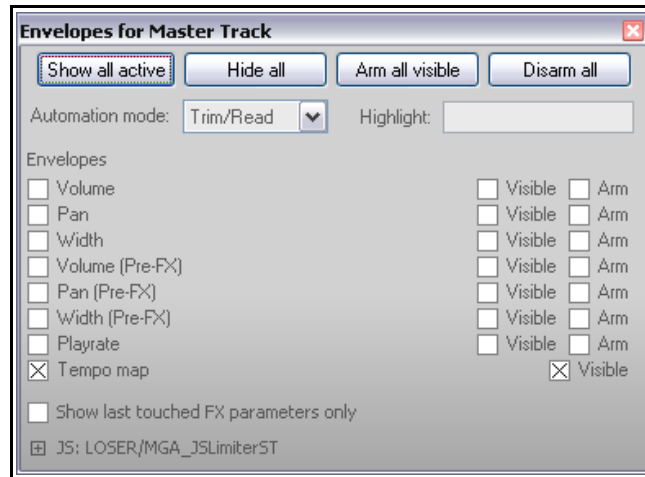 Envelopes for Master Track
Show all active Hide all Arm all visible Disarm all
Automation mode: Trim/Read Highlight:
Envelopes
Volume Visible Arm
Pan Visible Arm
Width Visible Arm
Volume (Pre-FX) Visible Arm
Pan (Pre-FX) Visible Arm
Width (Pre-FX) Visible Arm
Playrate Visible Arm
Tempo map Visible
Show last touched FX parameters only
JS: LOSER/MGA_JSLimiterST